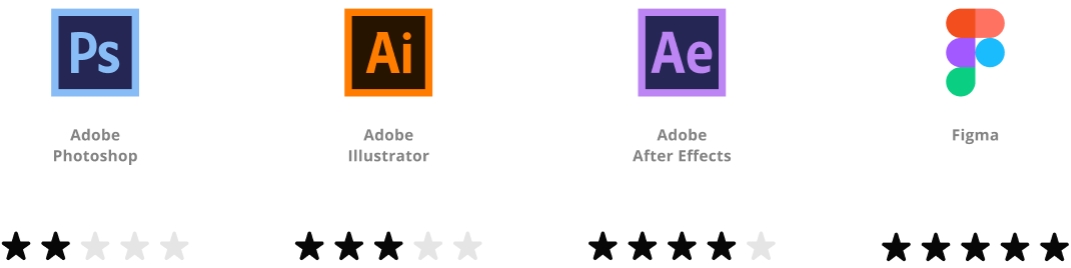 Ps
Ai
Ae
Adobe
Photoshop
Adobe
Illustrator
Adobe
After Effects
Figma